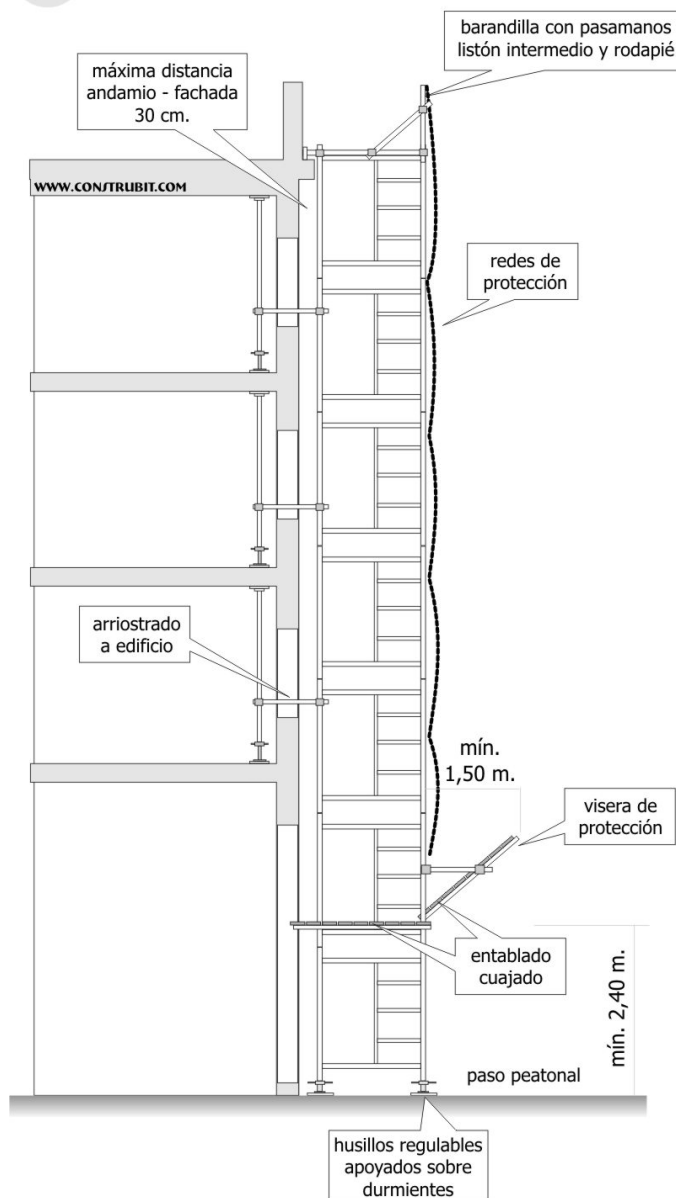 barandilla con pasamanos
listón intermedio y rodapié
máxima distancia
andamio - fachada
30 cm.
WWW.CONSTRUBIT.COM
redes de
protección
arriostrado
a edificio
mín.
1,50 m.
visera de
protección
entablado
cuajado
mín. 2,40 m.
paso peatonal
husillos regulables
apoyados sobre
durmientes